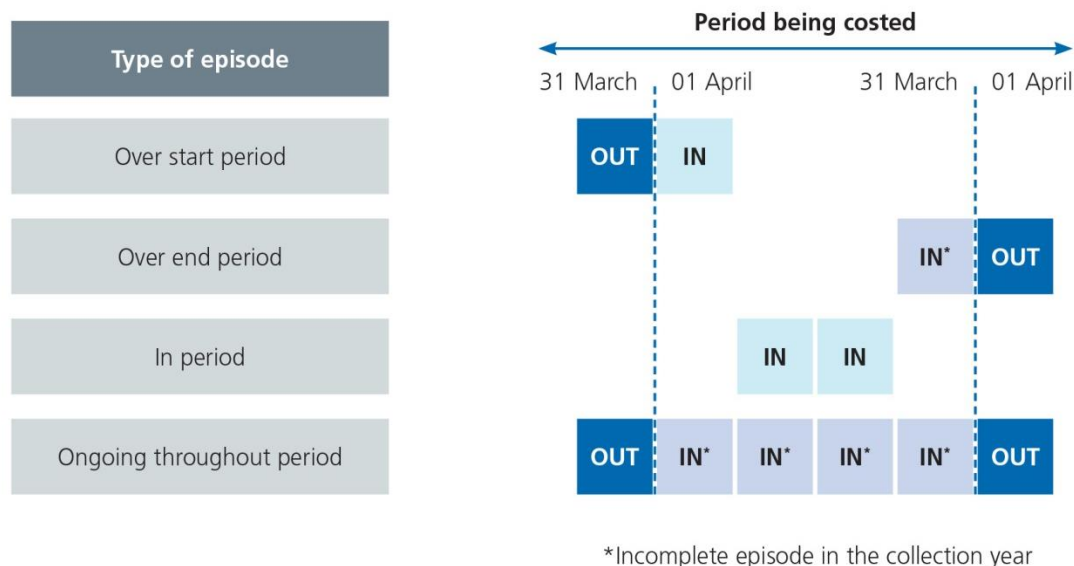 Type of episode
Period being costed
31 March 01 April 31 March 01 April
Over start period OUT IN
Over end period IN* OUT
In period IN IN
Ongoing throughout period OUT IN* IN* IN* IN* OUT
*Incomplete episode in the collection year